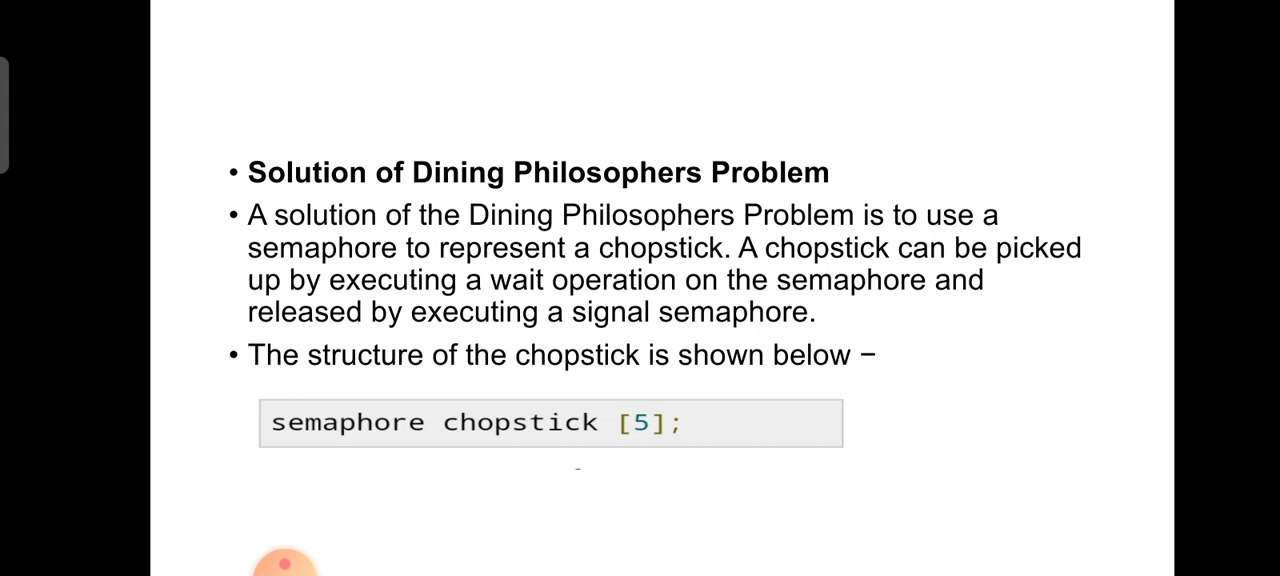 • Solution of Dining Philosophers Problem
• A solution of the Dining Philosophers Problem is to use a
semaphore to represent a chopstick. A chopstick can be picked
up by executing a wait operation on the semaphore and
released by executing a signal semaphore.
• The structure of the chopstick is shown below −
semaphore chopstick [5];